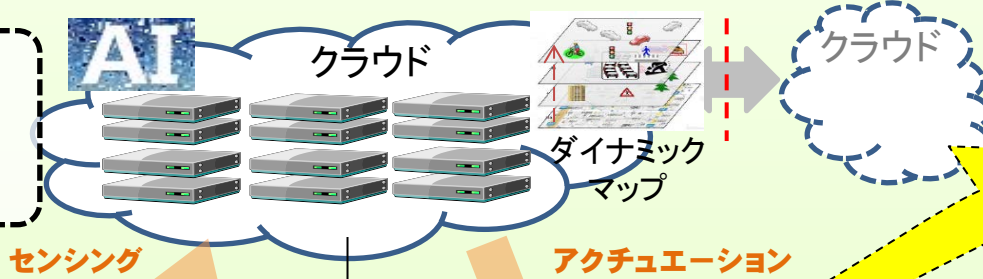 AI
クラウド
クラウド
ダイナミック
マップ
センシング
アクチュエーション